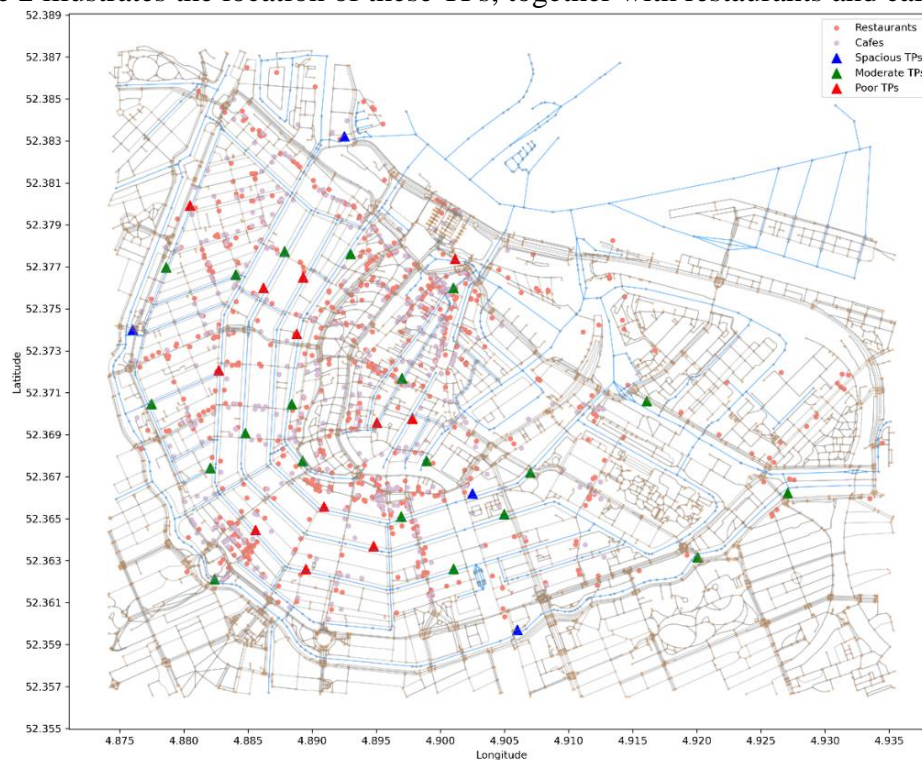 2 illustrates the location of these TPs, together with restaurants and
52.389
52.387
52.385
52.383
52.381
52.379
52.377
52.375
52.373
52.371
52.369
52.367
52.365
52.363
52.361
52.359
52.357
52.355
Latitude
Restaurants
Cafes
Spacious TPs
Moderate TPs
Poor TPs
4.875 4.880 4.885 4.890 4.895 4.900 4.905 4.910 4.915 4.920 4.925 4.930 4.935
Longitude